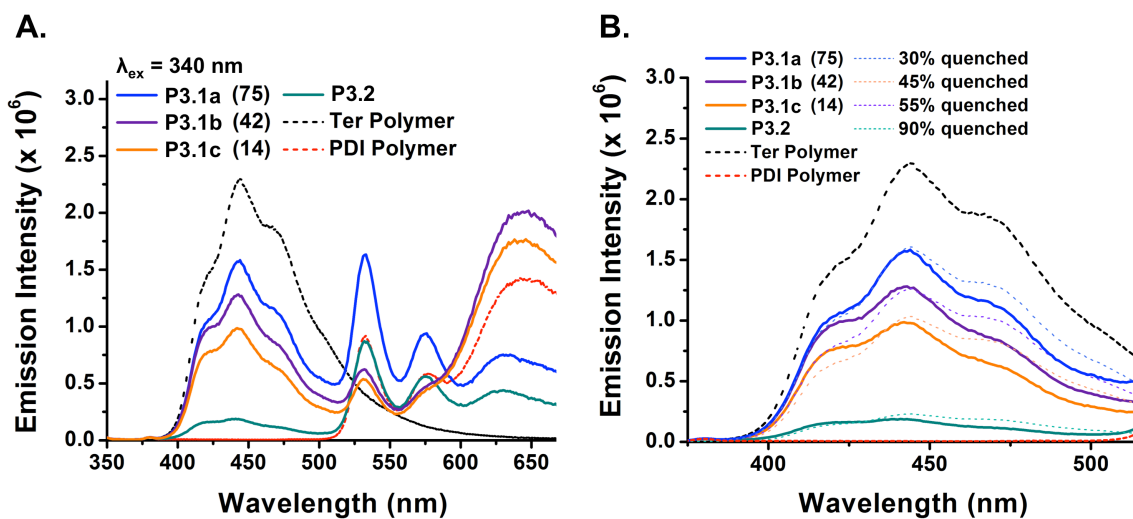 A.
λex = 340 nm
P3.1a (75)
P3.2
P3.1b (42)
Ter Polymer
P3.1c (14)
PDI Polymer
3.0
2.5
2.0
1.5
1.0
0.5
0.0
350 400 450 500 550 600 650
Wavelength (nm)
Emission Intensity (x 10⁶)
B.
P3.1a (75)
30% quenched
P3.1b (42)
45% quenched
P3.1c (14)
55% quenched
P3.2
90% quenched
Ter Polymer
PDI Polymer
3.0
2.5
2.0
1.5
1.0
0.5
0.0
400 450 500
Wavelength (nm)
Emission Intensity (x 10⁶)